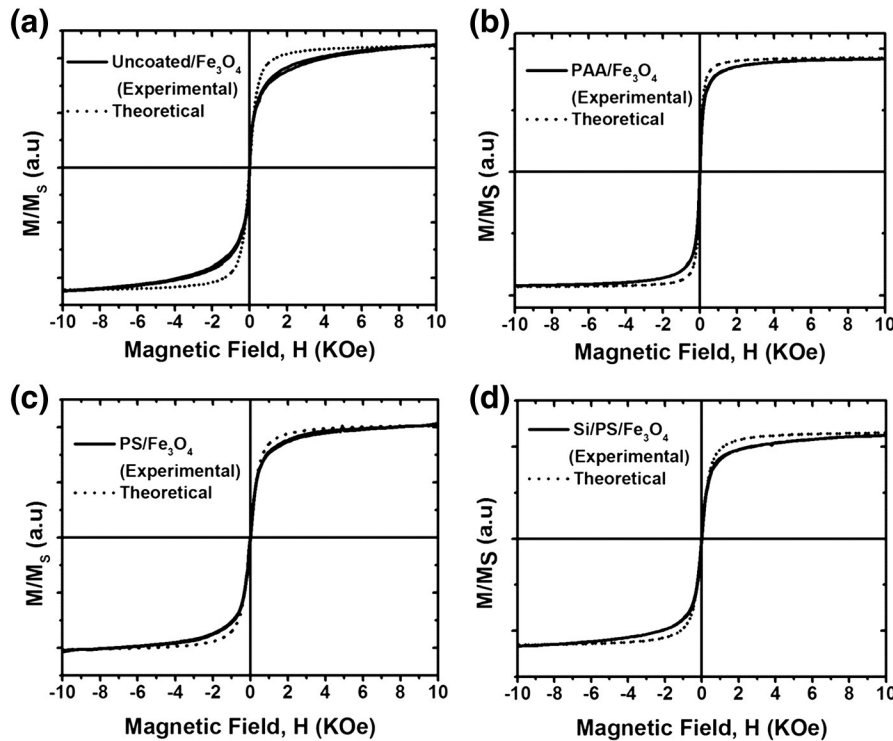 (a)
Uncoated/Fe₃O₄
(Experimental)
Theoretical
M/Mₛ (a.u)
-10 -8 -6 -4 -2 0 2 4 6 8 10
Magnetic Field, H (KOe)
(b)
PAA/Fe₃O₄
(Experimental)
Theoretical
M/MS (a.u)
-10 -8 -6 -4 -2 0 2 4 6 8 10
Magnetic Field, H (KOe)
(c)
PS/Fe₃O₄
(Experimental)
Theoretical
M/Mₛ (a.u)
-10 -8 -6 -4 -2 0 2 4 6 8 10
Magnetic Field, H (KOe)
(d)
Si/PS/Fe₃O₄
(Experimental)
Theoretical
M/MS (a.u)
-10 -8 -6 -4 -2 0 2 4 6 8 10
Magnetic Field, H (KOe)